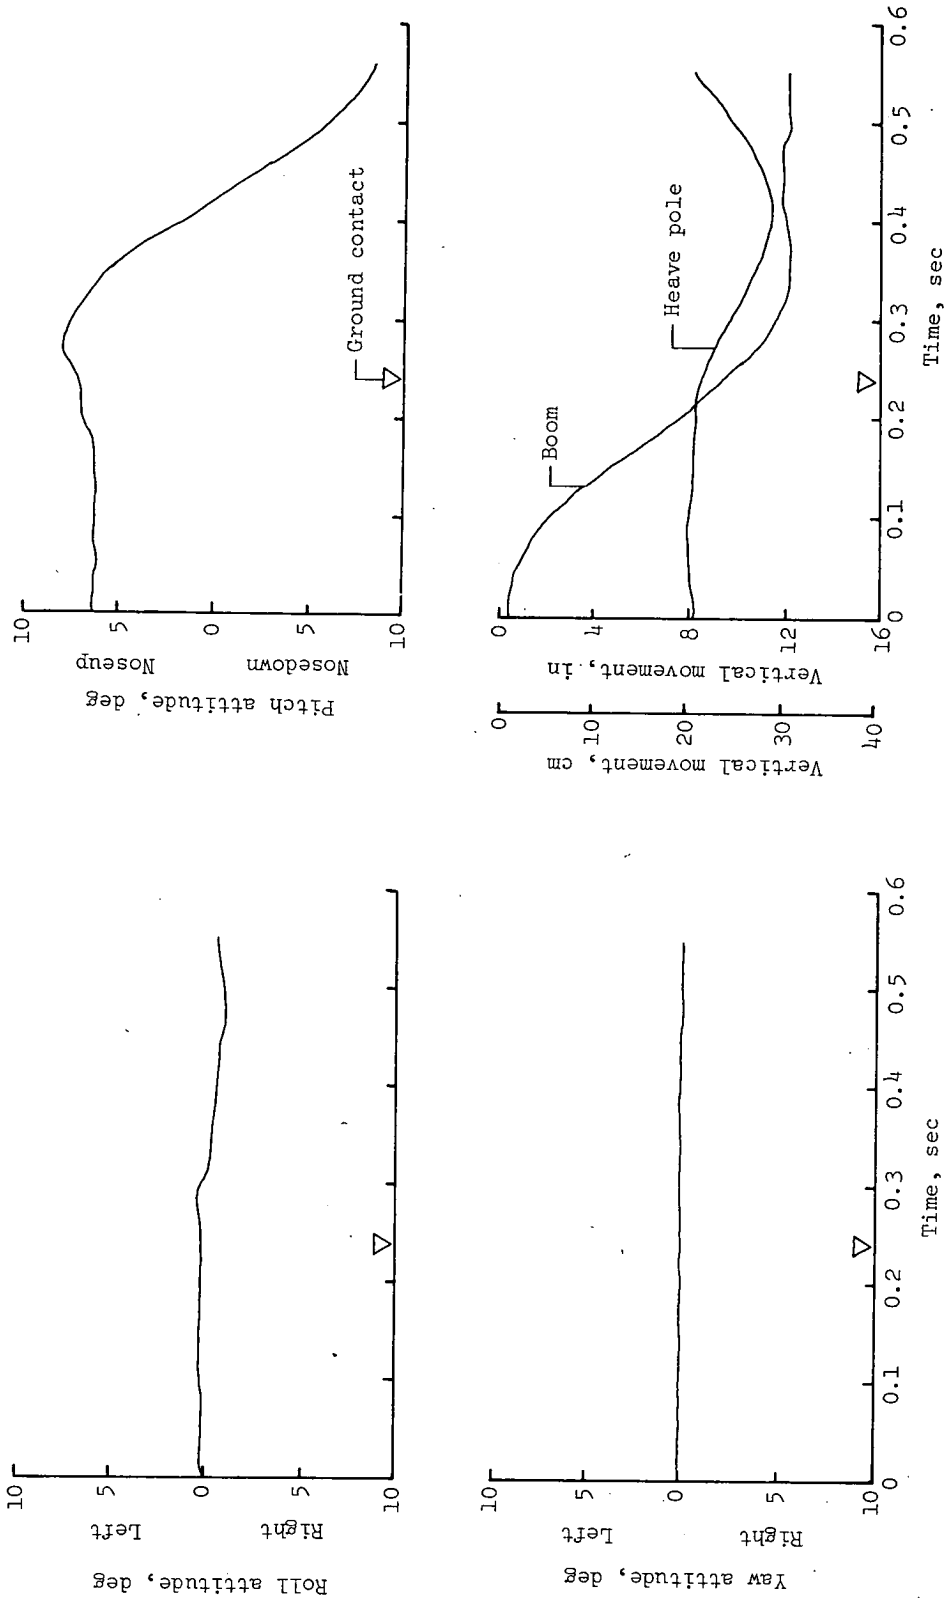 10
5
0
5
10
Noseup
Nosedown
Pitch attitude, deg
Ground contact
0
4
8
12
16
Vertical movement, in
0
10
20
30
40
Vertical movement, cm
Boom
Heave pole
0
0.1
0.2
0.3
0.4
0.5
0.6
Time, sec
10
5
0
5
10
Left
Right
Roll attitude, deg
10
5
0
5
10
Left
Right
Yaw attitude, deg
0
0.1
0.2
0.3
0.4
0.5
0.6
Time, sec